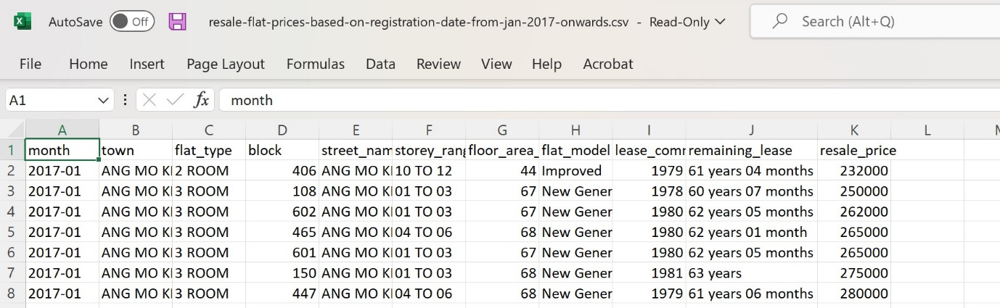 AutoSave Off resale-flat-prices-based-on-registration-date-from-jan-2017-onwards.csv - Read-Only Search (Alt+Q)
File Home Insert Page Layout Formulas Data Review View Help Acrobat
A1 fx month
A B C D E F G H I J K L
1 month town flat_type block street_nam storey_rang floor_area_ flat_model lease_comm remaining_lease resale_price
2 2017-01 ANG MO KI 2 ROOM 406 ANG MO KI 10 TO 12 44 Improved 1979 61 years 04 months 232000
3 2017-01 ANG MO KI 3 ROOM 108 ANG MO KI 01 TO 03 67 New Gener 1978 60 years 07 months 250000
4 2017-01 ANG MO KI 3 ROOM 602 ANG MO KI 01 TO 03 67 New Gener 1980 62 years 05 months 262000
5 2017-01 ANG MO KI 3 ROOM 465 ANG MO KI 04 TO 06 68 New Gener 1980 62 years 01 month 265000
6 2017-01 ANG MO KI 3 ROOM 601 ANG MO KI 01 TO 03 67 New Gener 1980 62 years 05 months 265000
7 2017-01 ANG MO KI 3 ROOM 150 ANG MO KI 01 TO 03 68 New Gener 1981 63 years 275000
8 2017-01 ANG MO KI 3 ROOM 447 ANG MO KI 04 TO 06 68 New Gener 1979 61 years 06 months 280000